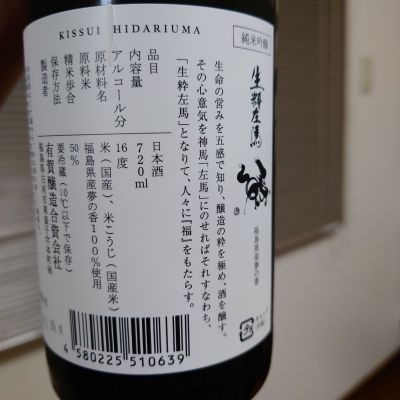 KISSUI HIDARIUMA
純米吟醸
生粋左馬
福島県産夢の香
生命の営みを五感で知り、醸造の粋を極め、酒を醸す。
その心意気を神馬「左馬」にのせればそれすなわち、
「生粋左馬」となりて、人々に『福』をもたらす。
品目 日本酒
内容量 720ml
アルコール分 16度
原材料名 米(国産)、米こうじ(国産米)
原料米 福島県産夢の香100%使用
精米歩合 50%
保存方法 要冷蔵(10℃以下で保存)
製造者 有賀醸造合資会社
4 580225 510639